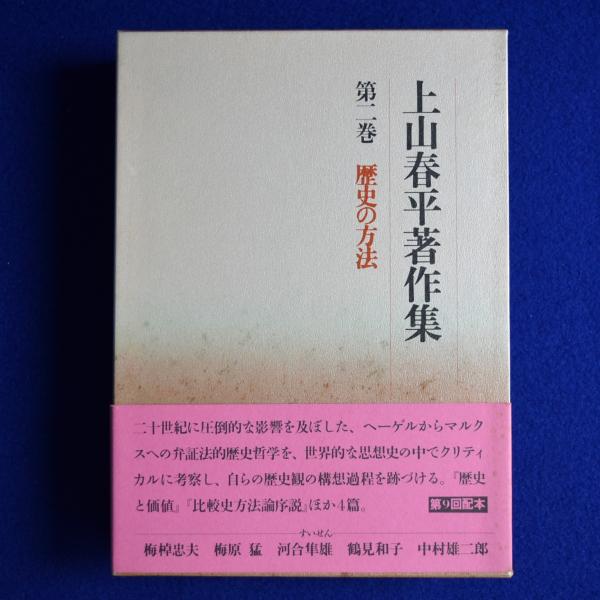 上山春平著作集
第二巻 歴史の方法
二十世紀に圧倒的な影響を及ぼした、ヘーゲルからマルク
スへの弁証法的歴史哲学を、世界的な思想史の中でクリティ
カルに考察し、自らの歴史観の構想過程を跡づける。『歴史
と価値』『比較史方法論序説』ほか4篇。 第9回配本
すいせん
梅棹忠夫 梅原 猛 河合隼雄 鶴見和子 中村雄二郎